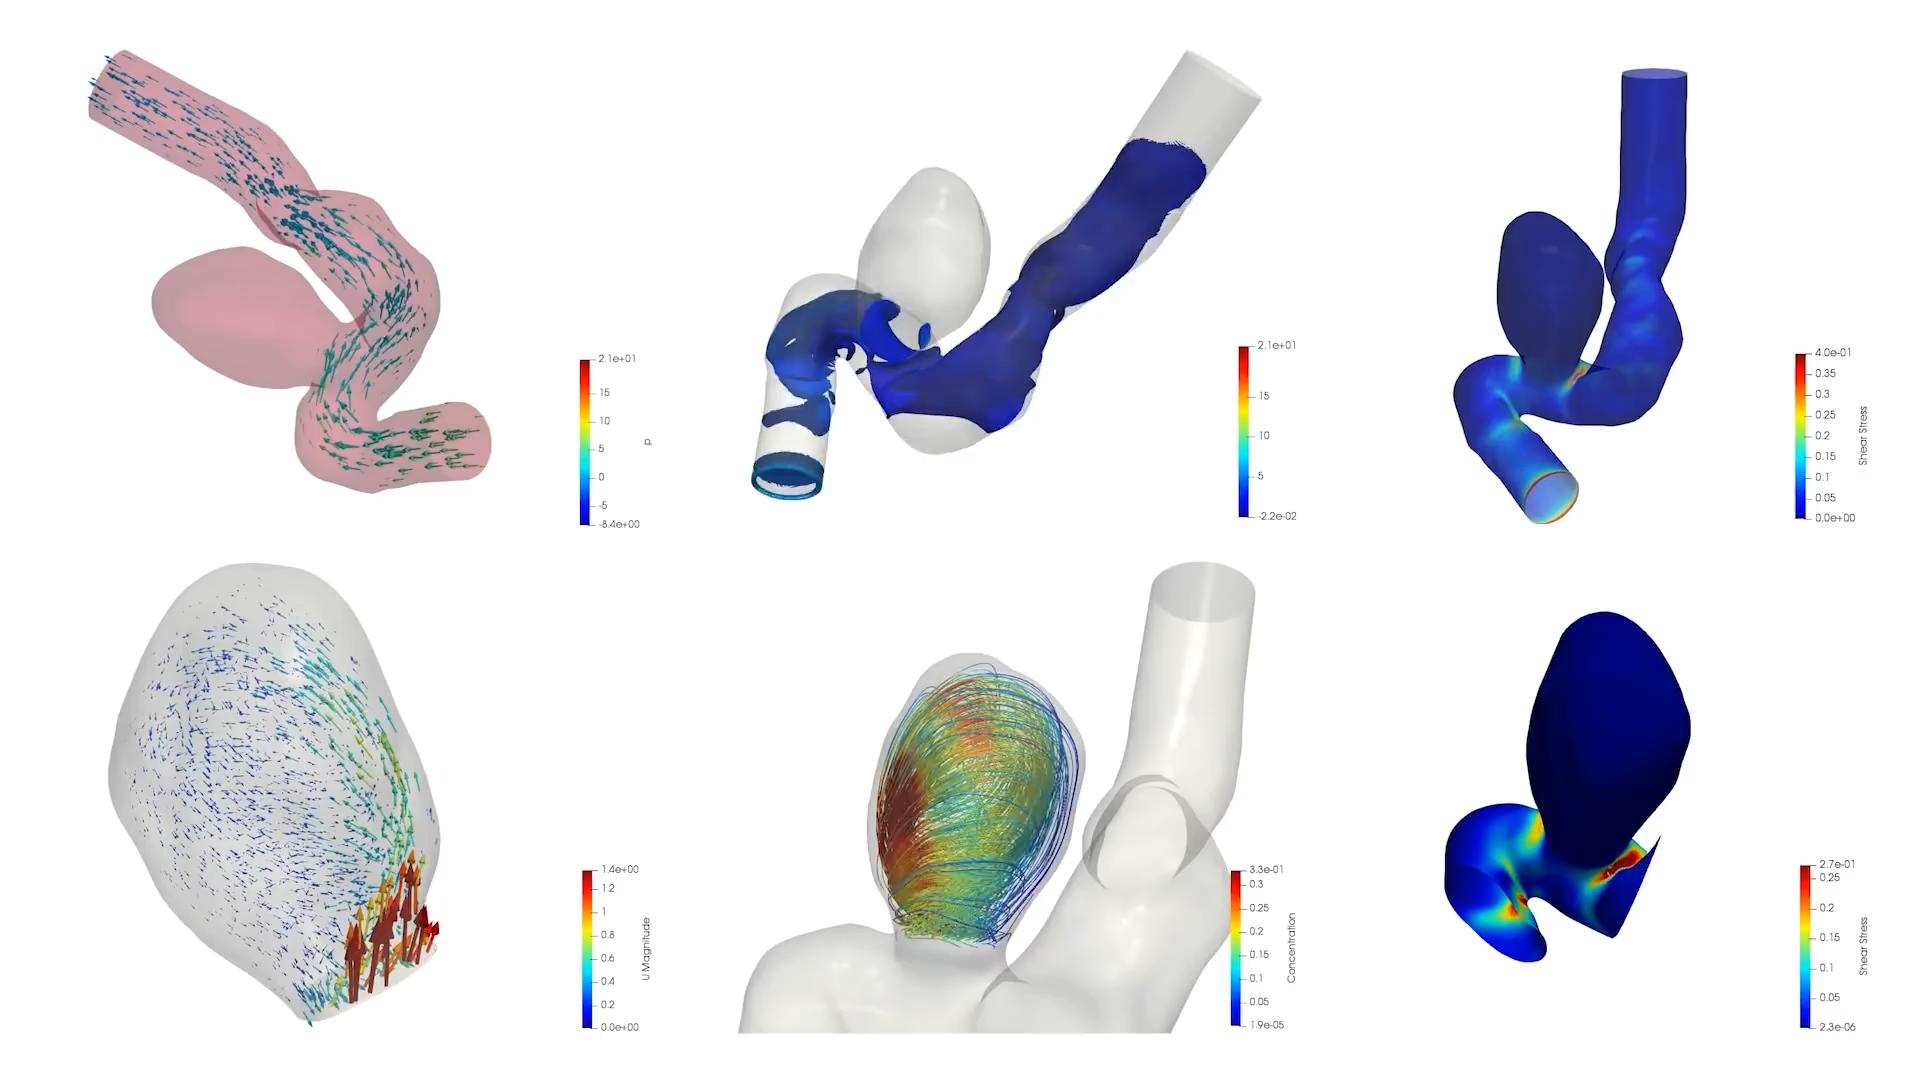 2.1e+01
15
10
5
0
-5
-8.4e+00
p
2.1e+01
15
10
5
-2.2e-02
4.0e-01
0.35
0.3
0.25
0.2
0.15
0.1
0.05
0.0e+00
Shear Stress
1.4e+00
1.2
1
0.8
0.6
0.4
0.2
0.0e+00
U Magnitude
3.3e-01
0.3
0.25
0.2
0.15
0.1
0.05
1.9e-05
Concentration
2.7e-01
0.25
0.2
0.15
0.1
0.05
2.3e-06
Shear Stress